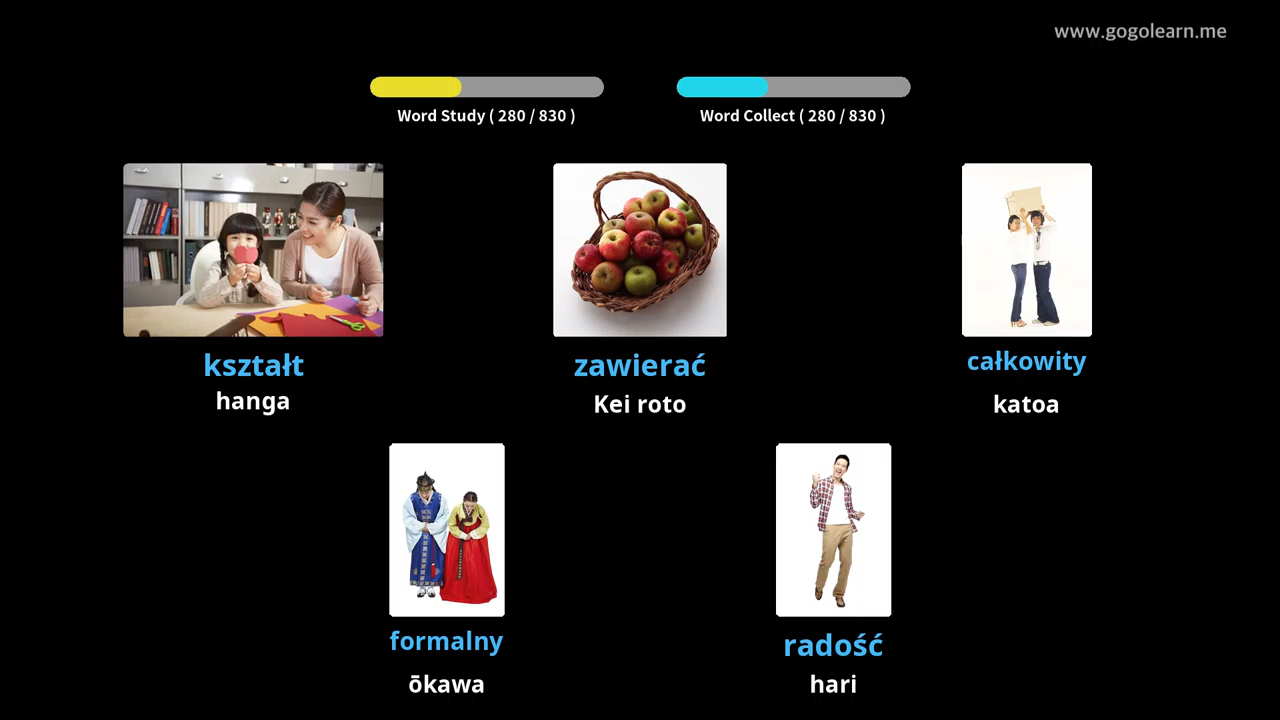 www.gogolearn.me
Word Study ( 280 / 830 )
Word Collect ( 280 / 830 )
kształt
hanga
zawierać
Kei roto
całkowity
katoa
formalny
ōkawa
radość
hari